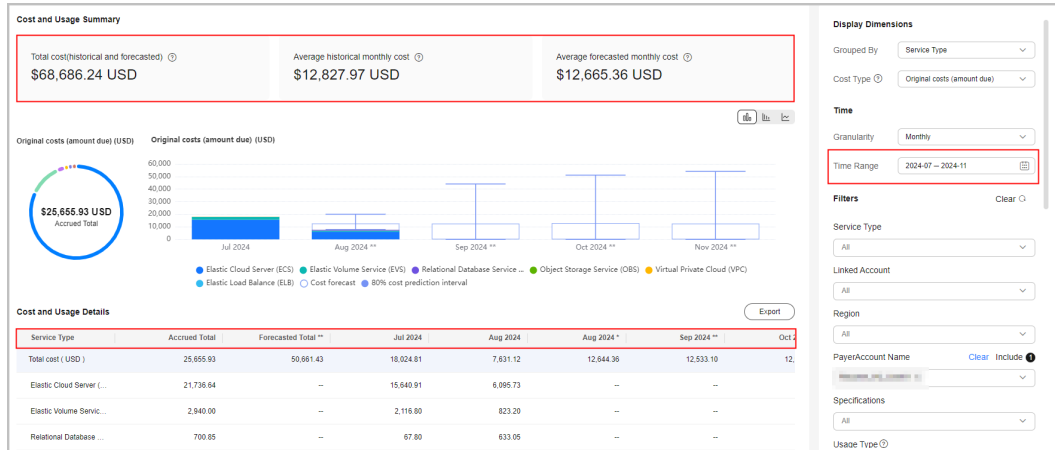 Cost and Usage Summary
Total cost(historical and forecasted) ?
$68,686.24 USD
Average historical monthly cost ?
$12,827.97 USD
Average forecasted monthly cost ?
$12,665.36 USD
Original costs (amount due) (USD)
$25,655.93 USD
Accrued Total
Original costs (amount due) (USD)
60,000
50,000
40,000
30,000
20,000
10,000
0
Jul 2024
Aug 2024 **
Sep 2024 **
Oct 2024 **
Nov 2024 **
Elastic Cloud Server (ECS) Elastic Volume Service (EVS) Relational Database Service ... Object Storage Service (OBS) Virtual Private Cloud (VPC)
Elastic Load Balance (ELB) Cost forecast 80% cost prediction interval
Cost and Usage Details
Export
Service Type Accrued Total Forecasted Total ** Jul 2024 Aug 2024 Aug 2024 * Sep 2024 ** Oct 2
Total cost ( USD ) 25,655.93 50,661.43 18,024.81 7,631.12 12,644.36 12,533.10 12,
Elastic Cloud Server (... 21,736.64 -- 15,640.91 6,095.73 -- --
Elastic Volume Servic... 2,940.00 -- 2,116.80 823.20 -- --
Relational Database ... 700.85 -- 67.80 633.05 -- --
Display Dimensions
Grouped By Service Type
Cost Type ? Original costs (amount due)
Time
Granularity Monthly
Time Range 2024-07 -- 2024-11
Filters Clear
Service Type
All
Linked Account
All
Region
All
PayerAccount Name Clear Include 1
Specifications
All
Usage Type ?